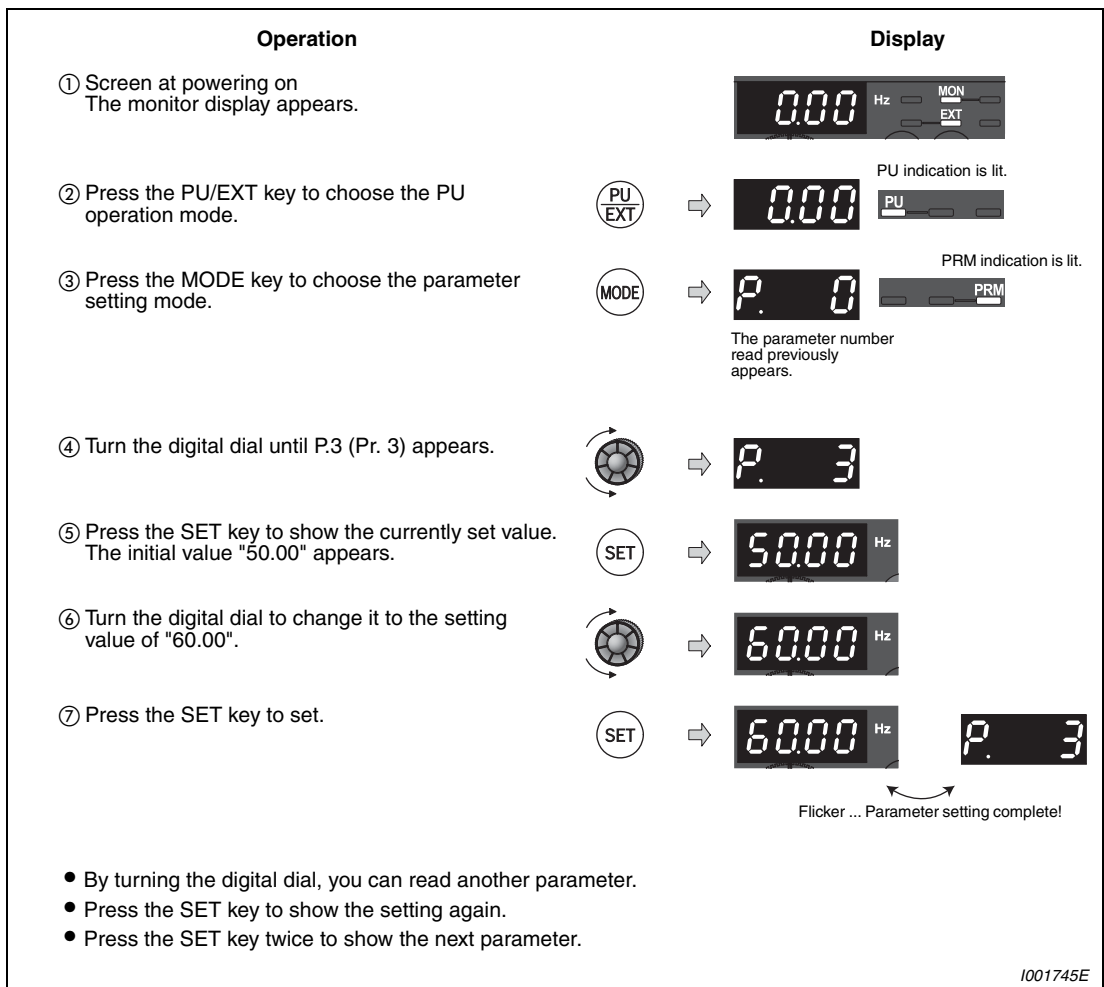 Operation
Display
① Screen at powering on
The monitor display appears.
0.00 Hz MON
EXT
② Press the PU/EXT key to choose the PU
operation mode.
PU
EXT
0.00
PU indication is lit.
PU
③ Press the MODE key to choose the parameter
setting mode.
MODE
P. 0
PRM indication is lit.
PRM
The parameter number
read previously
appears.
④ Turn the digital dial until P.3 (Pr. 3) appears.
P. 3
⑤ Press the SET key to show the currently set value.
The initial value "50.00" appears.
SET
50.00 Hz
⑥ Turn the digital dial to change it to the setting
value of "60.00".
60.00 Hz
⑦ Press the SET key to set.
SET
60.00 Hz
P. 3
Flicker ... Parameter setting complete!
● By turning the digital dial, you can read another parameter.
● Press the SET key to show the setting again.
● Press the SET key twice to show the next parameter.
I001745E